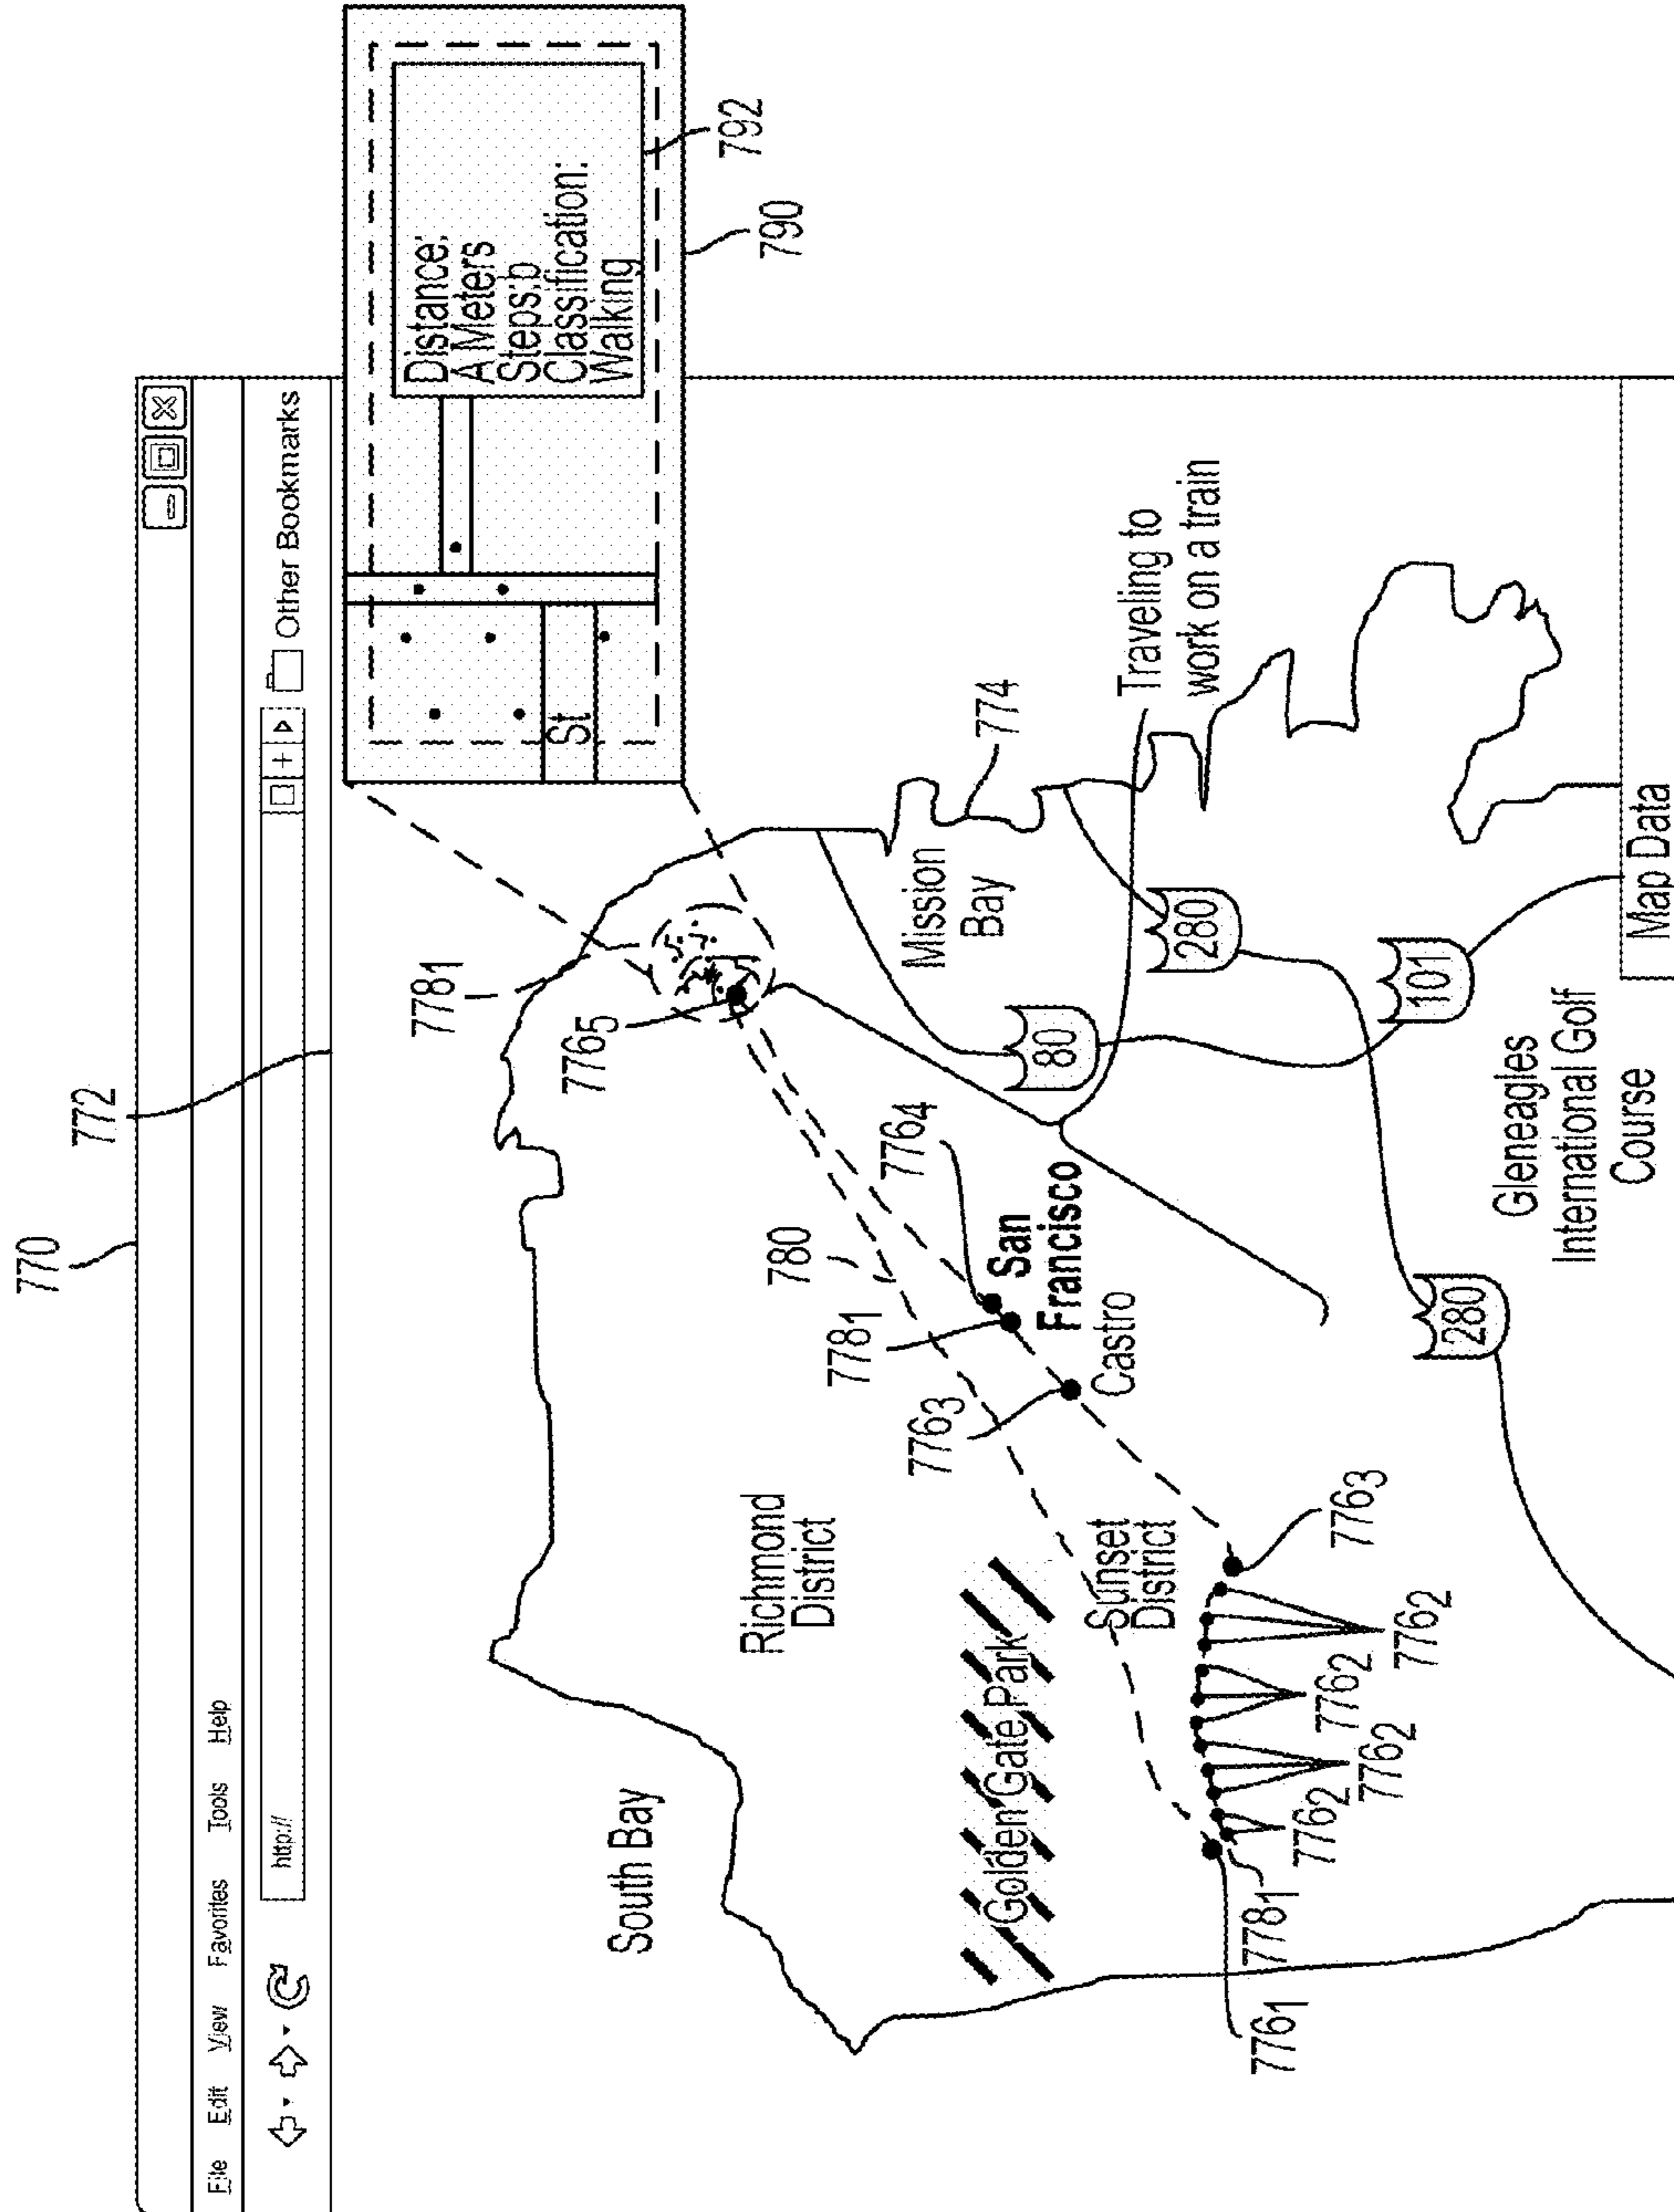 770
772
File Edit View Favorites Tools Help
http://
+
Other Bookmarks
South Bay
7781
7765
Distance:
A Meters
Steps:b
Classification:
Walking
St
792
790
Richmond
District
780
7781
7764
7763
San
Francisco
Castro
Mission
Bay
774
Golden Gate Park
Sunset
District
80
280
Traveling to
work on a train
7763
7761
7781
7762
7762
7762
7762
101
280
Gleneagles
International Golf
Course
Map Data